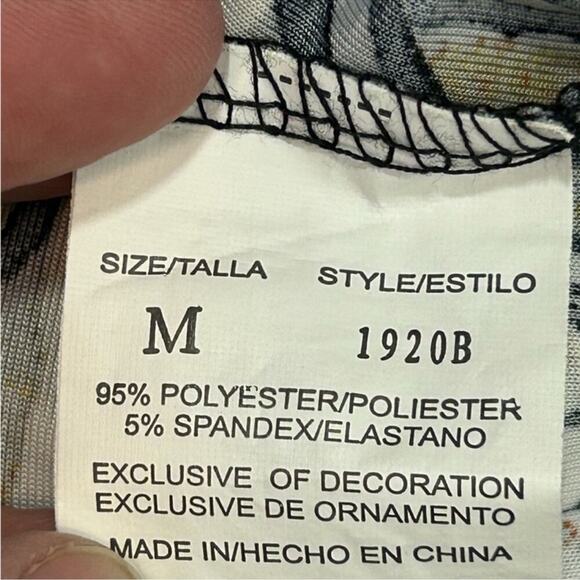 SIZE/TALLA STYLE/ESTILO
M 1920B
95% POLYESTER/POLIESTER
5% SPANDEX/ELASTANO
EXCLUSIVE OF DECORATION
EXCLUSIVE DE ORNAMENTO
MADE IN/HECHO EN CHINA